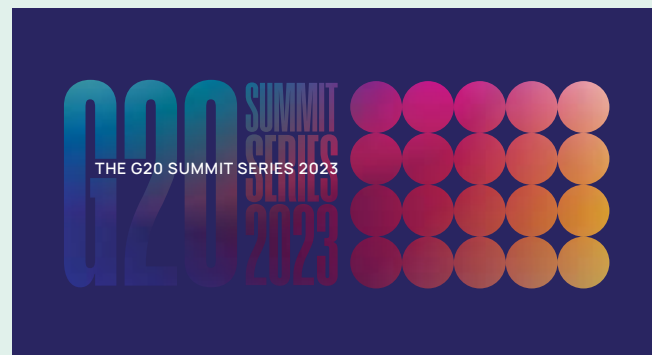 G20
SUMMIT
SERIES
2023
THE G20 SUMMIT SERIES 2023